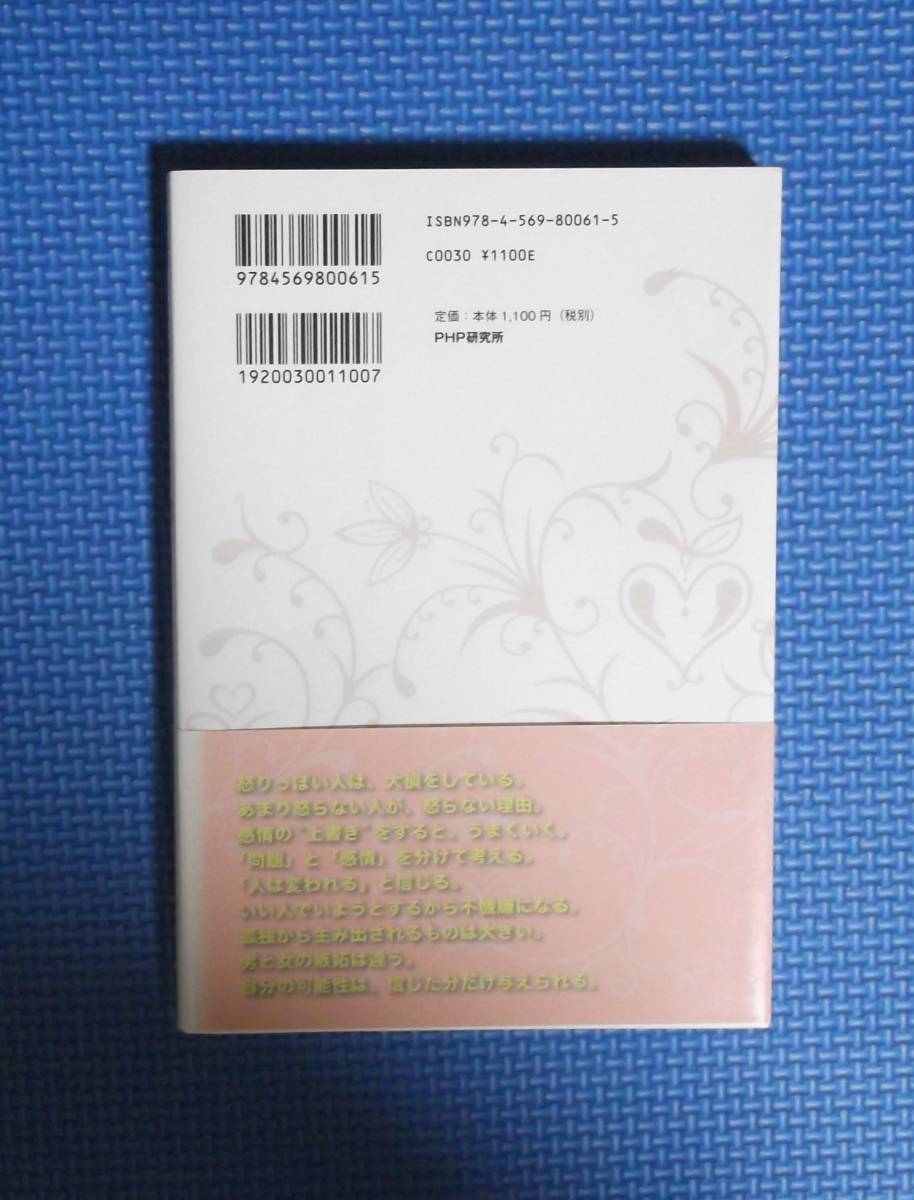 ISBN978-4-569-80061-5
C0030 ¥1100E
9784569800615
定価：本体1,100円（税別）
PHP研究所
1920030011007
怒りっぽい人は、大損をしている。
あまり怒らない人が、怒らない理由。
感情の"上書き"をすると、うまくいく。
「問題」と「感情」を分けて考える。
「人は変われる」と信じる。
いい人でいようとするから不機嫌になる。
孤独から生み出されるものは大きい。
男と女の嫉妬は違う。
自分の可能性は、信じた分だけ与えられる。